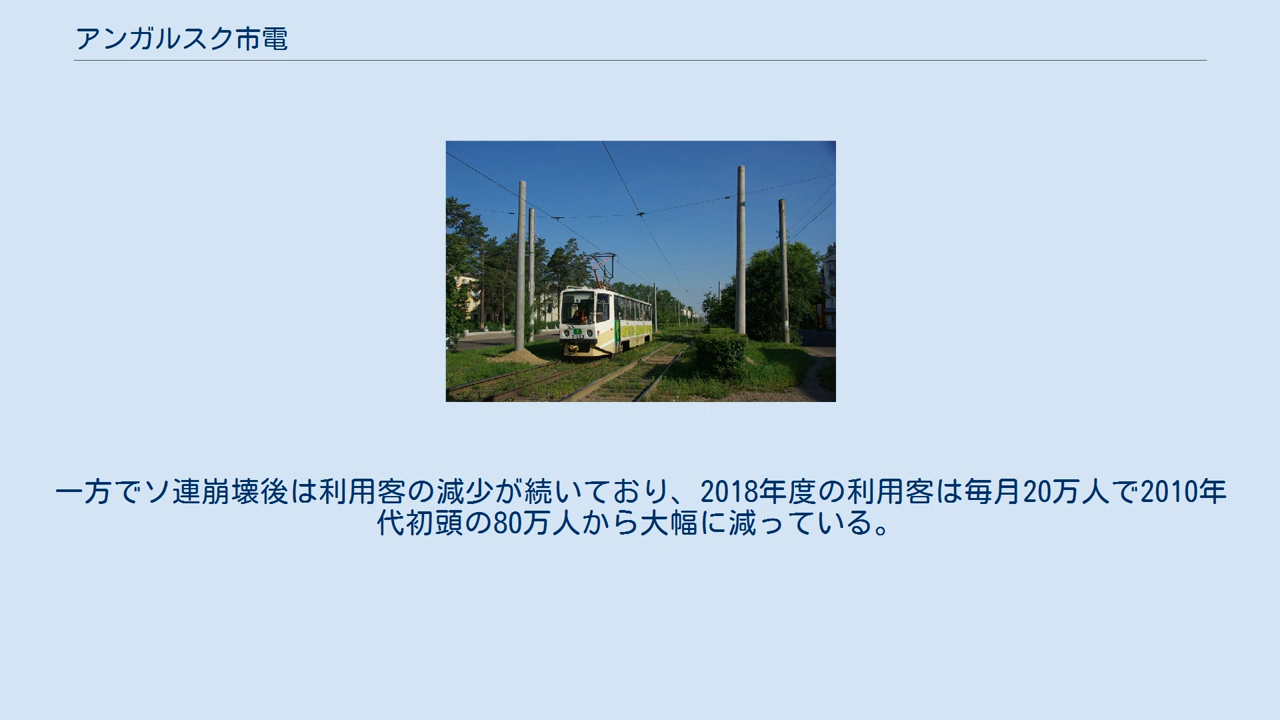 アンガルスク市電
一方でソ連崩壊後は利用客の減少が続いており、2018年度の利用客は毎月20万人で2010年
代初頭の80万人から大幅に減っている。